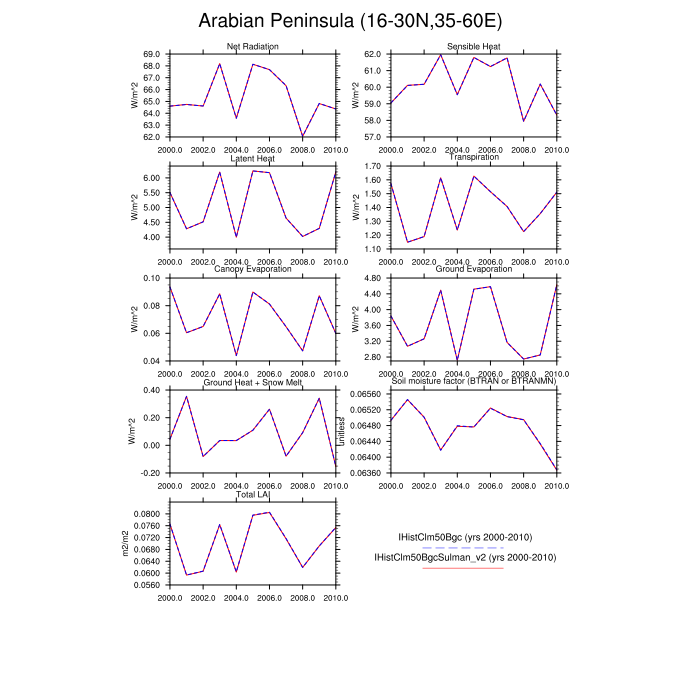 Arabian Peninsula (16-30N,35-60E)
Net Radiation
W/m^2
69.0
68.0
67.0
66.0
65.0
64.0
63.0
62.0
2000.0 2002.0 2004.0 2006.0 2008.0 2010.0
Sensible Heat
W/m^2
62.0
61.0
60.0
59.0
58.0
57.0
2000.0 2002.0 2004.0 2006.0 2008.0 2010.0
Latent Heat
W/m^2
6.00
5.50
5.00
4.50
4.00
2000.0 2002.0 2004.0 2006.0 2008.0 2010.0
Transpiration
W/m^2
1.70
1.60
1.50
1.40
1.30
1.20
1.10
2000.0 2002.0 2004.0 2006.0 2008.0 2010.0
Canopy Evaporation
W/m^2
0.10
0.08
0.06
0.04
2000.0 2002.0 2004.0 2006.0 2008.0 2010.0
Ground Evaporation
W/m^2
4.80
4.40
4.00
3.60
3.20
2.80
2000.0 2002.0 2004.0 2006.0 2008.0 2010.0
Ground Heat + Snow Melt
W/m^2
0.40
0.20
0.00
-0.20
2000.0 2002.0 2004.0 2006.0 2008.0 2010.0
Soil moisture factor (BTRAN or BTRANMN)
unitless
0.06560
0.06520
0.06480
0.06440
0.06400
0.06360
2000.0 2002.0 2004.0 2006.0 2008.0 2010.0
Total LAI
m2/m2
0.0800
0.0760
0.0720
0.0680
0.0640
0.0600
0.0560
2000.0 2002.0 2004.0 2006.0 2008.0 2010.0
IHistClm50Bgc (yrs 2000-2010)
IHistClm50BgcSulman_v2 (yrs 2000-2010)